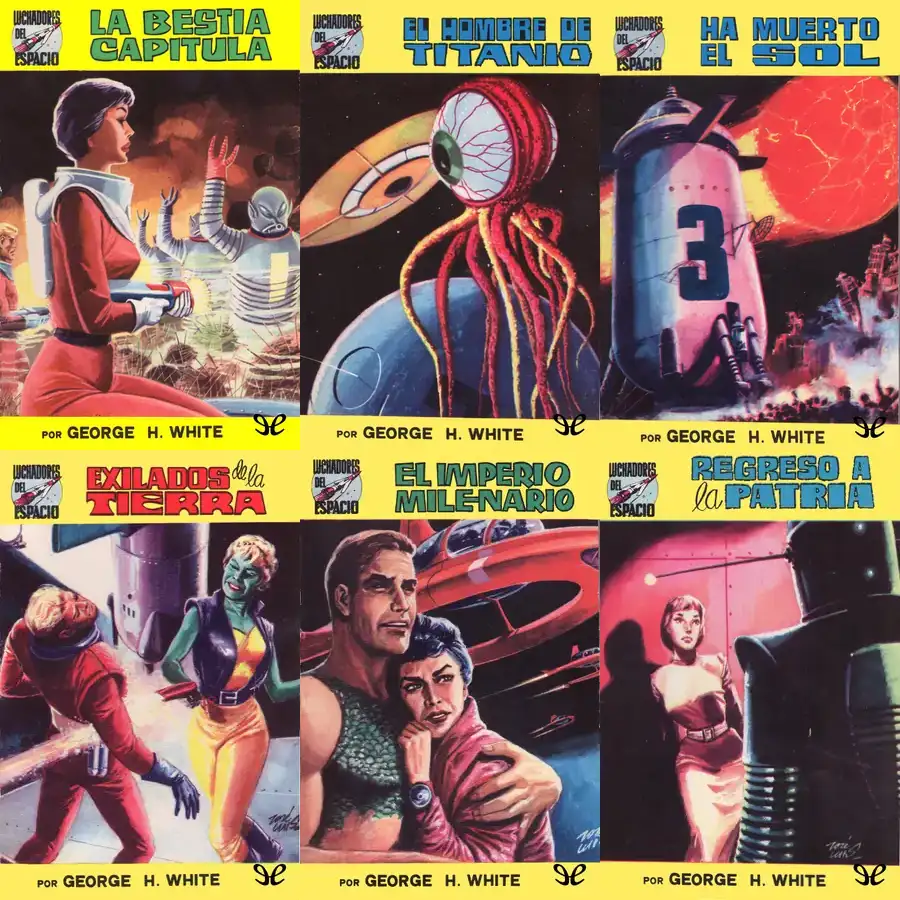 LUCHADORES
DEL
ESPACIO
LA BESTIA
CAPITULA
POR GEORGE H. WHITE
LUCHADORES
DEL
ESPACIO
EL HOMBRE DE
TITANIO
POR GEORGE H. WHITE
LUCHADORES
DEL
ESPACIO
HA MUERTO
EL SOL
3
POR GEORGE H. WHITE
LUCHADORES
DEL
ESPACIO
EXILADOS de la
TIERRA
POR GEORGE H. WHITE
LUCHADORES
DEL
ESPACIO
EL IMPERIO
MILENARIO
POR GEORGE H. WHITE
LUCHADORES
DEL
ESPACIO
REGRESO A
la PATRIA
POR GEORGE H. WHITE